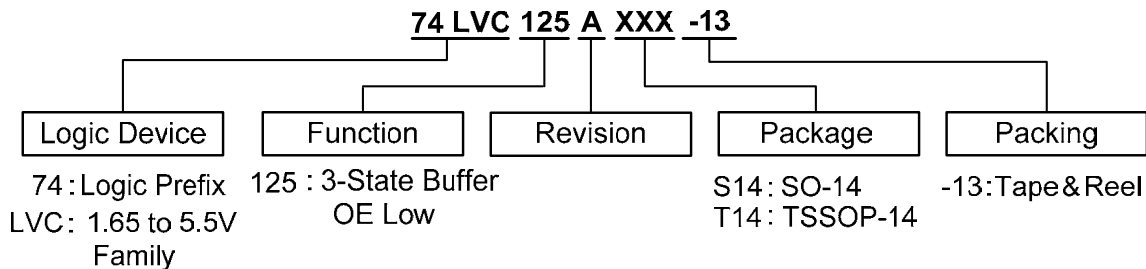 74 LVC 125 A XXX -13
Logic Device
Function
Revision
Package
Packing
74 : Logic Prefix
LVC : 1.65 to 5.5V
Family
125 : 3-State Buffer
OE Low
S14 : SO-14
T14 : TSSOP-14
-13 : Tape & Reel